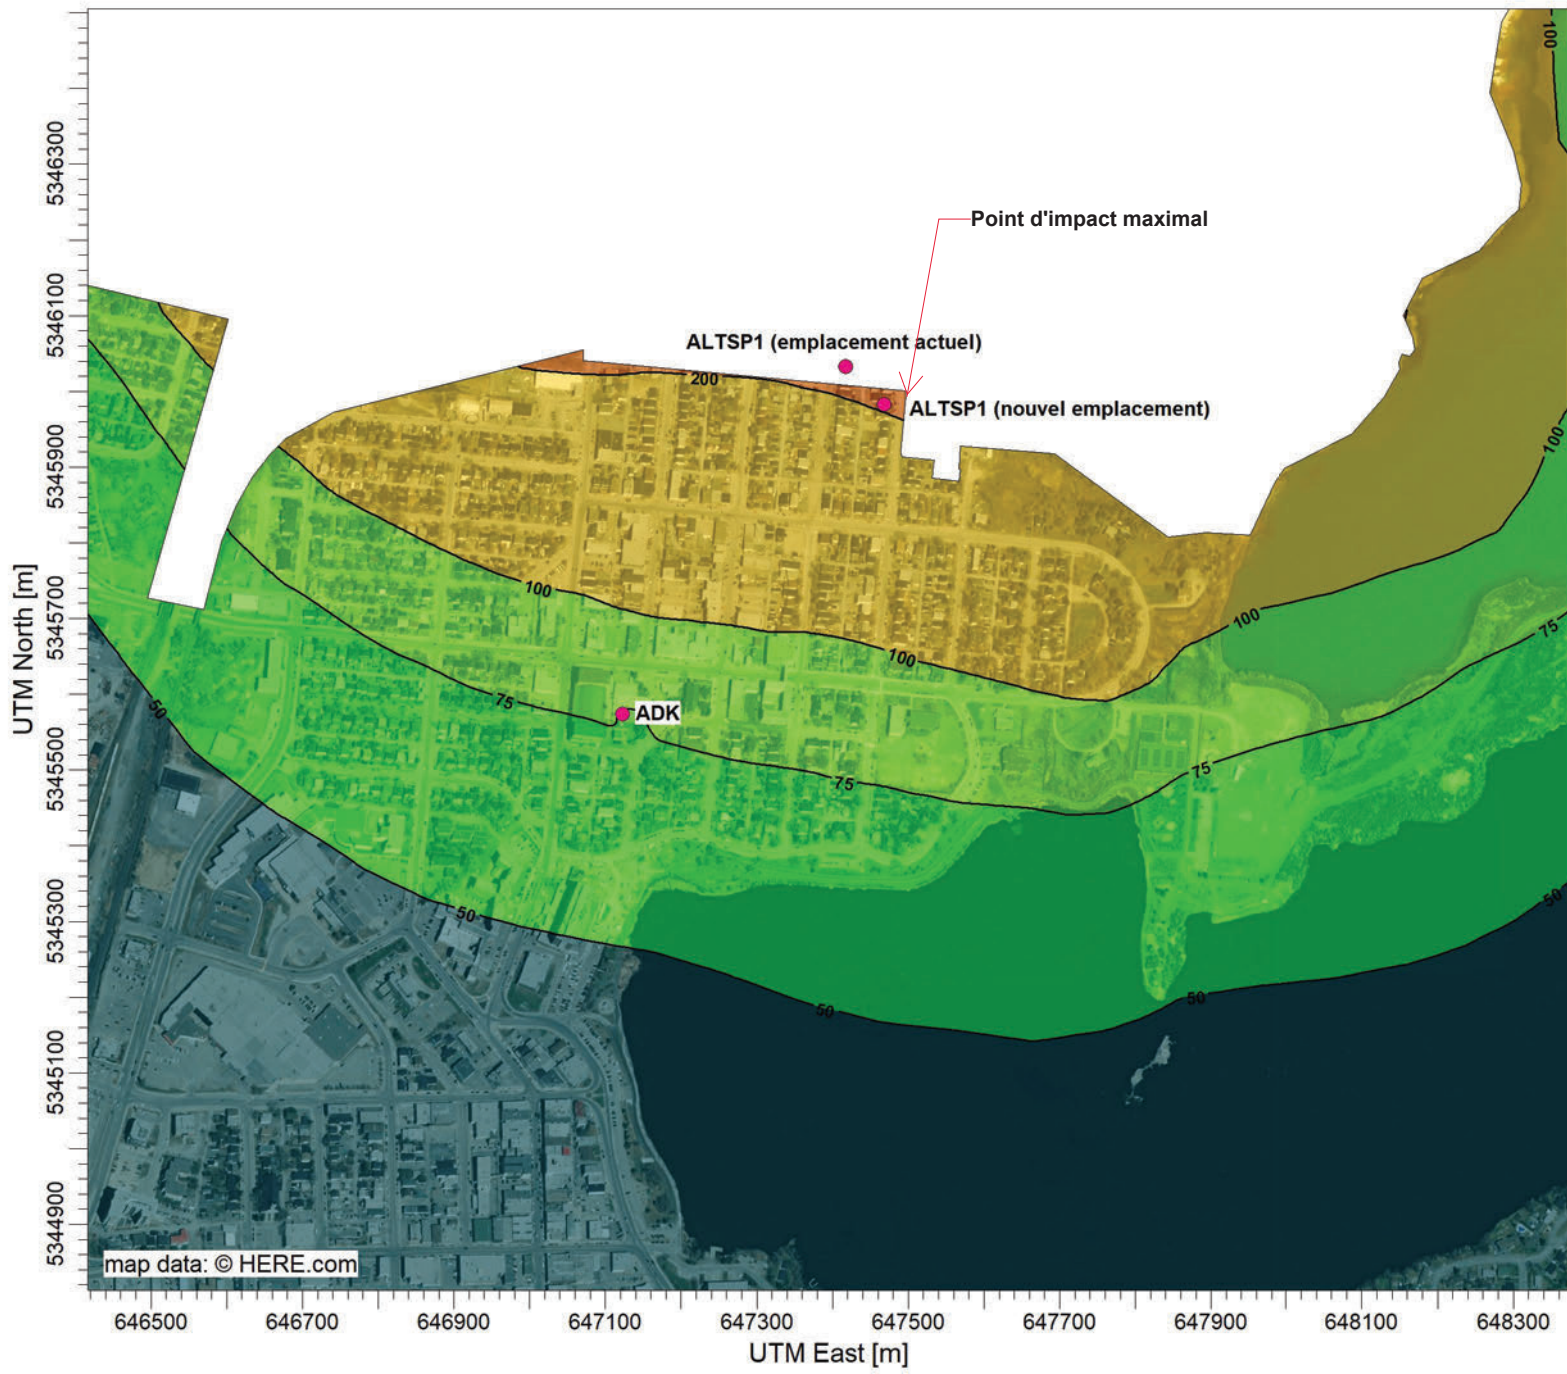 100
5346300
Point d'impact maximal
5346100
ALTSP1 (emplacement actuel)
200
ALTSP1 (nouvel emplacement)
5345900
100
100
100
100
5345700
75
UTM North [m]
75
ADK
50
5345500
75
75
5345300
50
50
50
50
5345100
5344900
map data: © HERE.com
646500 646700 646900 647100 647300 647500 647700 647900 648100 648300
UTM East [m]